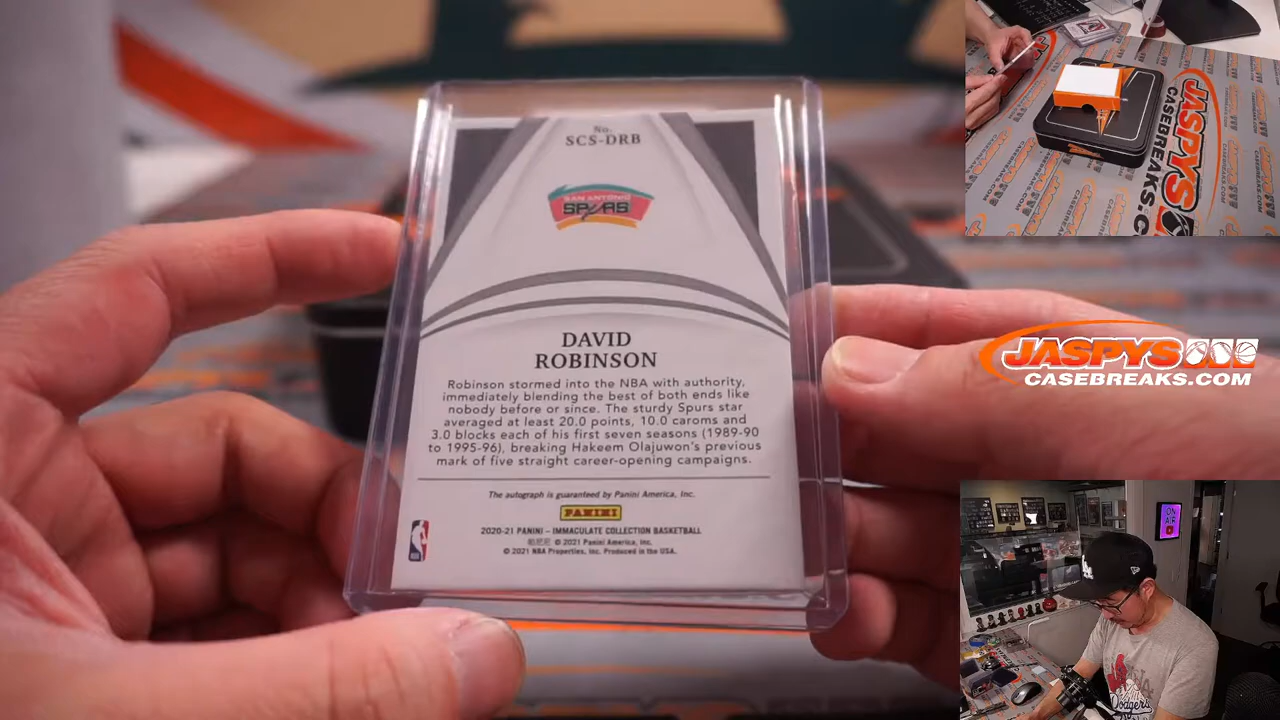 No.
SCS-DRB
SAN ANTONIO
SPURS
DAVID
ROBINSON
Robinson stormed into the NBA with authority,
immediately blending the best of both ends like
nobody before or since. The sturdy Spurs star
averaged at least 20.0 points, 10.0 caroms and
3.0 blocks each of his first seven seasons (1989-90
to 1995-96), breaking Hakeem Olajuwon's previous
mark of five straight career-opening campaigns.
The autograph is guaranteed by Panini America, Inc.
PANINI
2020-21 PANINI – IMMACULATE COLLECTION BASKETBALL
© 2021 Panini America, Inc.
© 2021 NBA Properties, Inc. Produced in the USA.
JASPYS
CASEBREAKS.C
JASPYS
CASEBREAKS.COM
ON
AIR
Dodgers